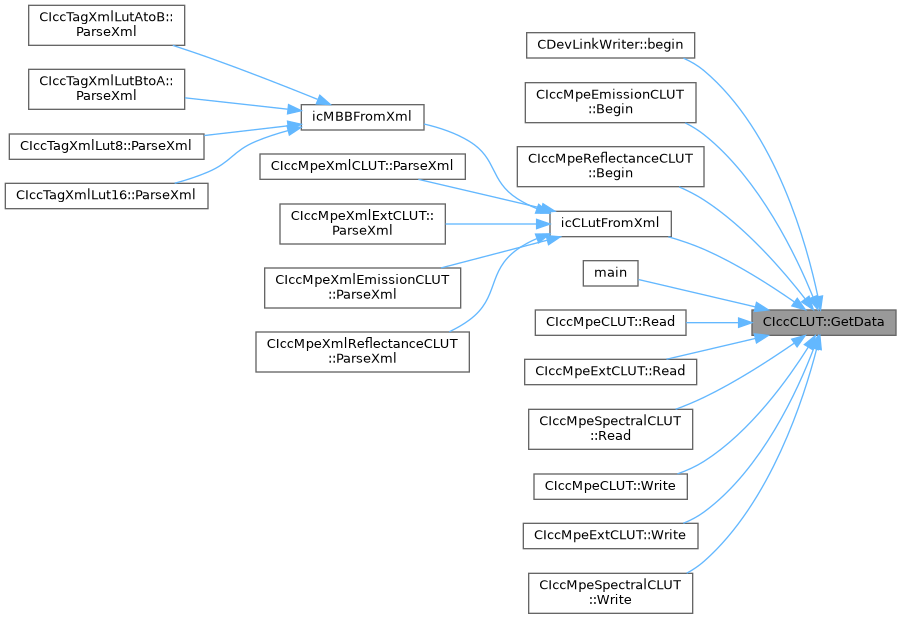 CIccTagXmlLutAtoB::
ParseXml
CIccTagXmlLutBtoA::
ParseXml
CIccTagXmlLut8::ParseXml
CIccTagXmlLut16::ParseXml
icMBBFromXml
CIccMpeXmlCLUT::ParseXml
CIccMpeXmlExtCLUT::
ParseXml
CIccMpeXmlEmissionCLUT
::ParseXml
CIccMpeXmlReflectanceCLUT
::ParseXml
CDevLinkWriter::begin
CIccMpeEmissionCLUT
::Begin
CIccMpeReflectanceCLUT
::Begin
icCLutFromXml
main
CIccMpeCLUT::Read
CIccMpeExtCLUT::Read
CIccMpeSpectralCLUT
::Read
CIccMpeCLUT::Write
CIccMpeExtCLUT::Write
CIccMpeSpectralCLUT
::Write
CIccCLUT::GetData